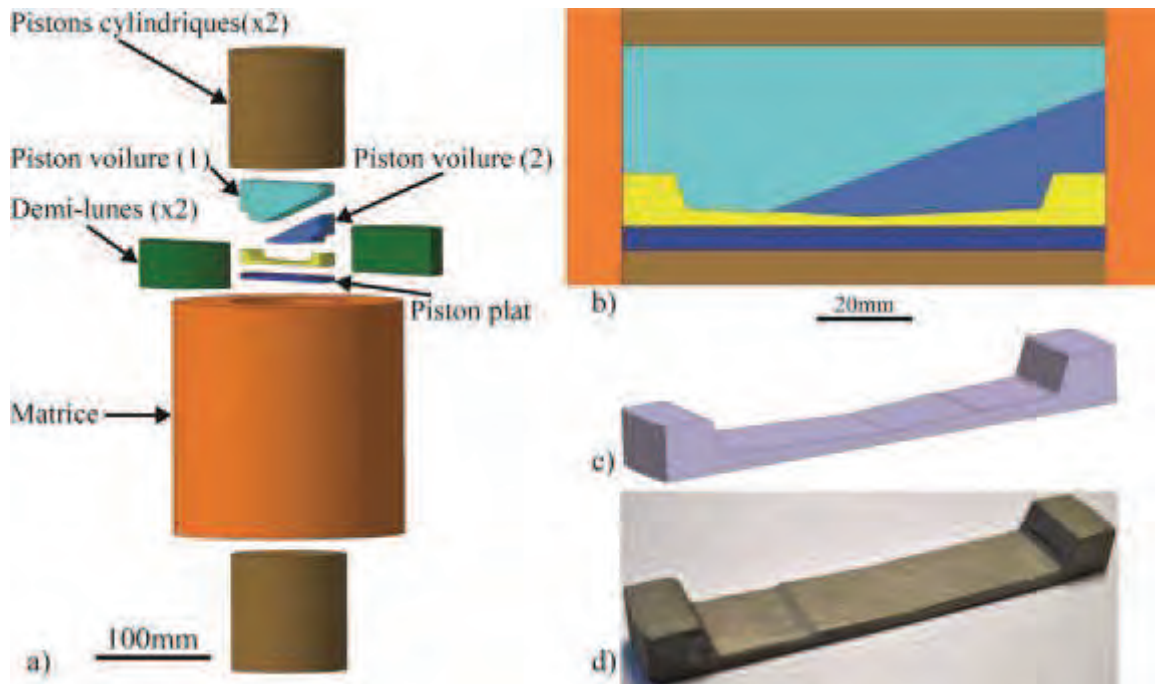 Pistons cylindriques(x2)
Piston voilure (1)
Piston voilure (2)
Demi-lunes (x2)
Piston plat
Matrice
100mm
a)
b)
20mm
c)
d)